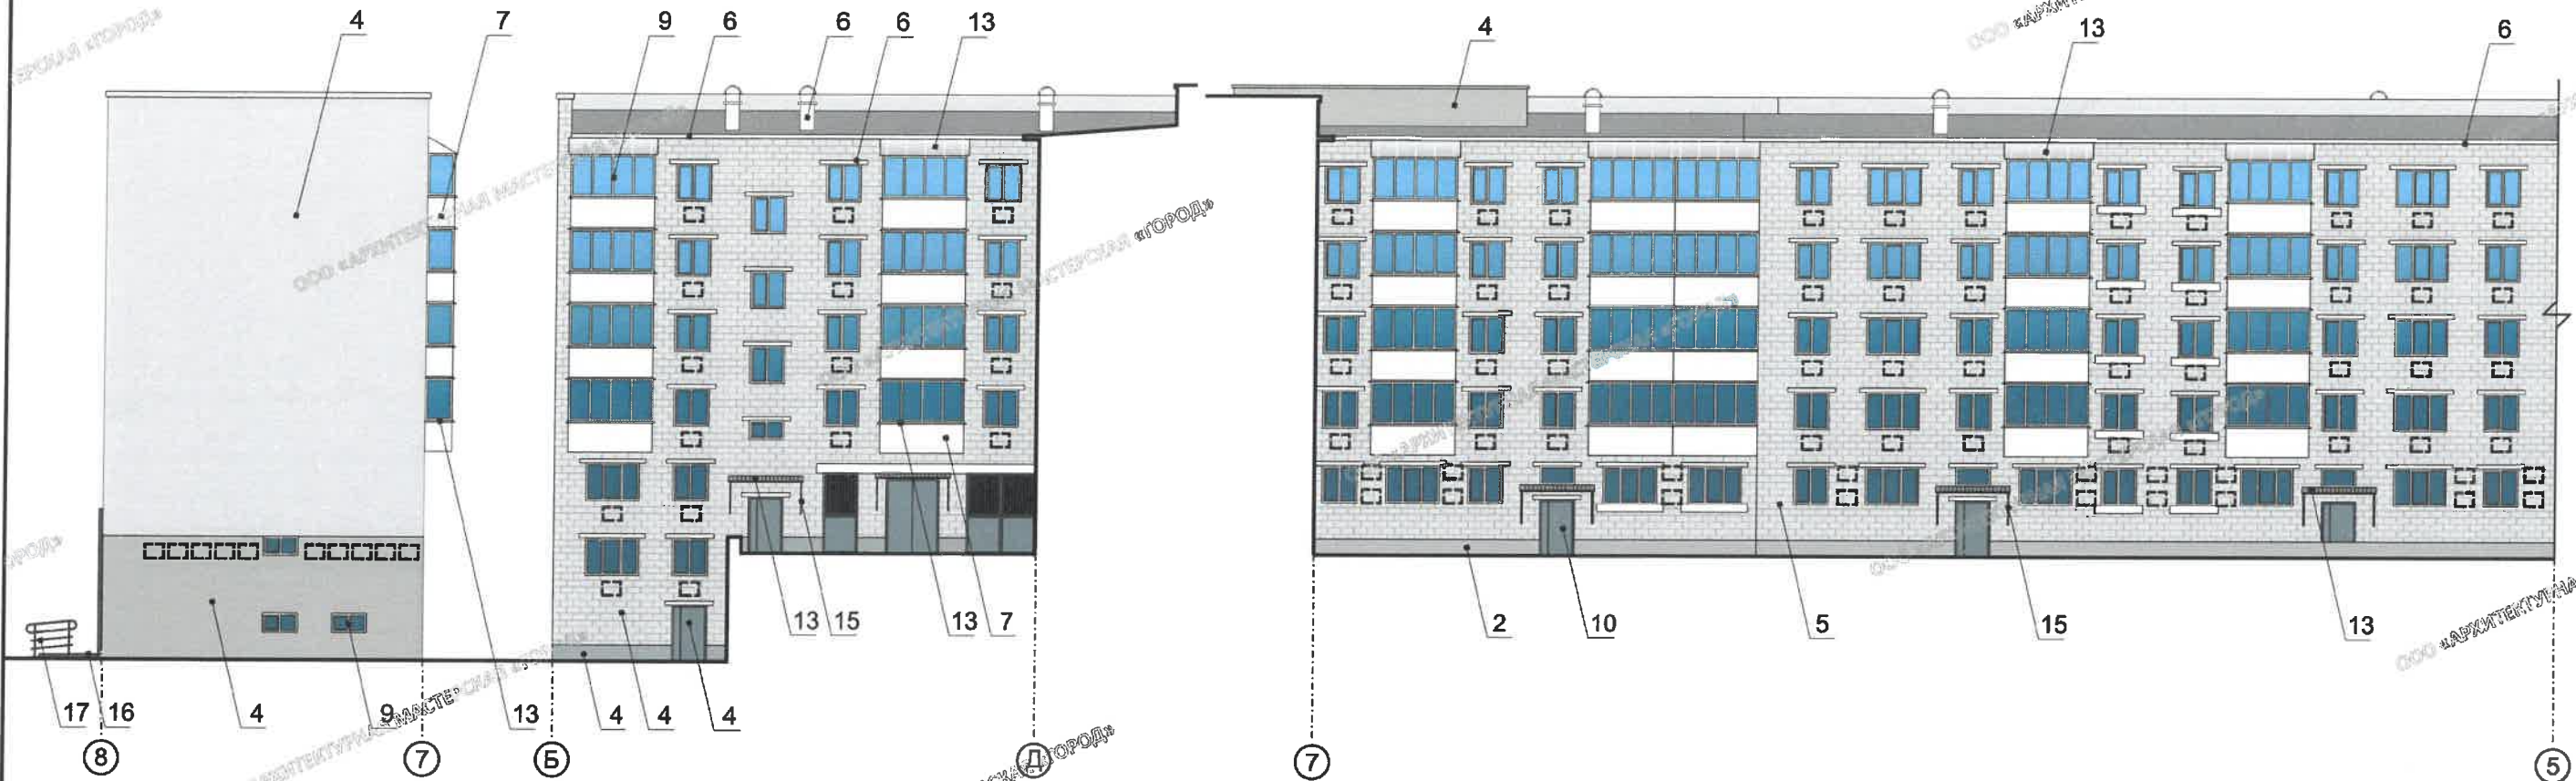 4 7 9 6 6 6 13 4 13 6
ООО «АРХИТЕКТУРНАЯ МАСТЕРСКАЯ «ГОРОД»
13 15 13 7 2 10 5 15 13
17 16 4 9 13 4 4 4
8 7 Б Д 7 5